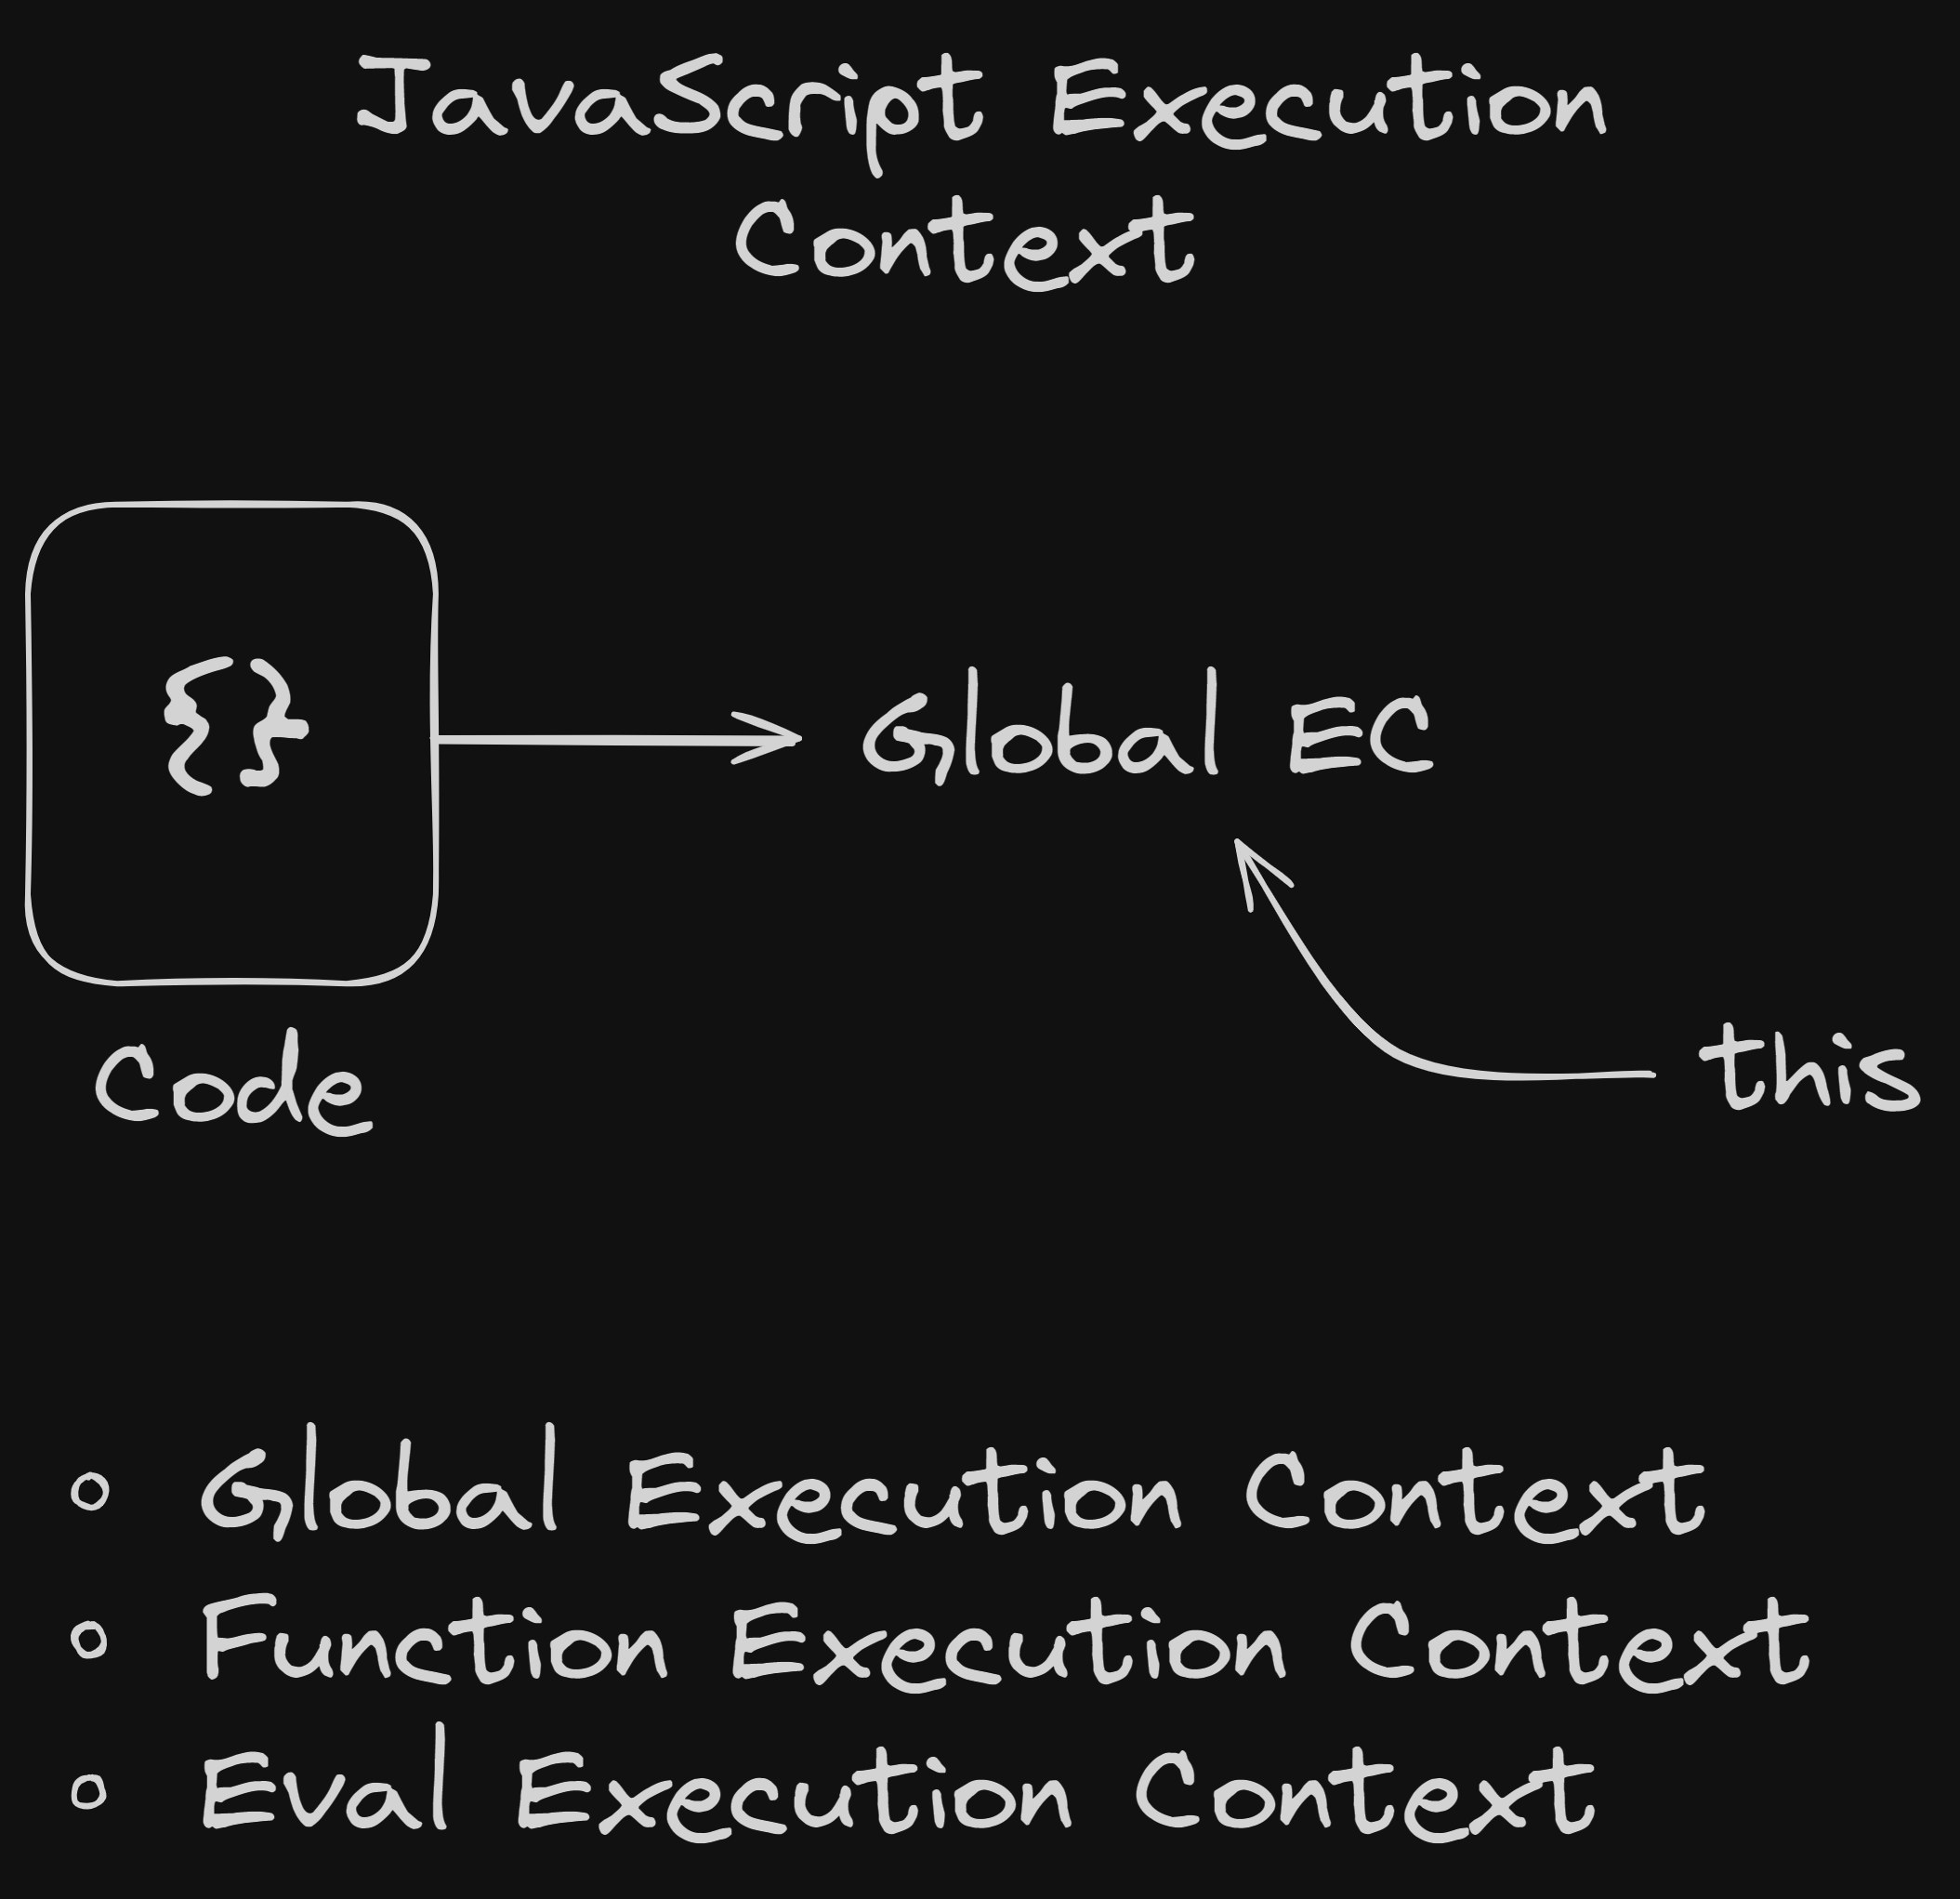 JavaScript Execution
Context
{}
Global EC
Code
this
Global Execution Context
Function Execution Context
Eval Execution Context